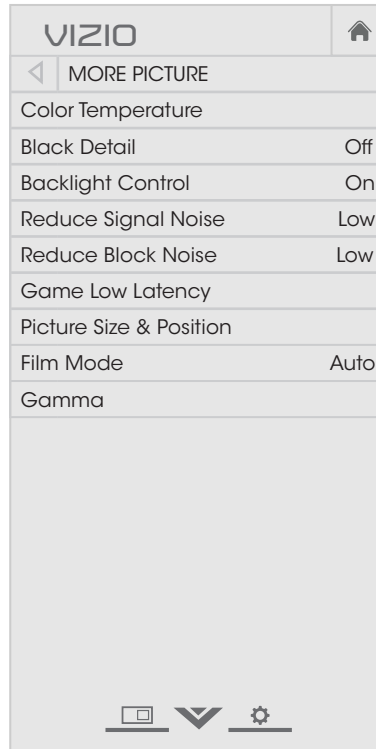 VIZIO
MORE PICTURE
Color Temperature
Black Detail Off
Backlight Control On
Reduce Signal Noise Low
Reduce Block Noise Low
Game Low Latency
Picture Size & Position
Film Mode Auto
Gamma